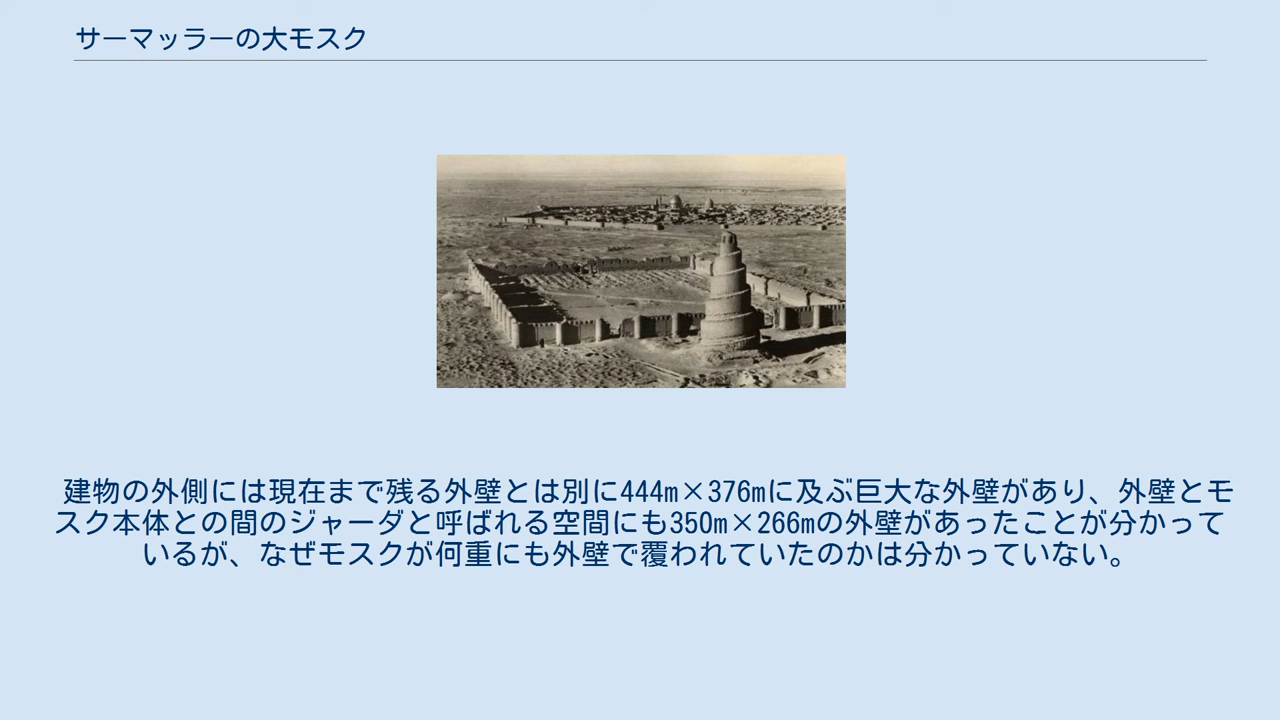 サーマッラーの大モスク
建物の外側には現在まで残る外壁とは別に444m×376mに及ぶ巨大な外壁があり、外壁とモ
スク本体との間のジャーダと呼ばれる空間にも350m×266mの外壁があったことが分かって
いるが、なぜモスクが何重にも外壁で覆われていたのかは分かっていない。